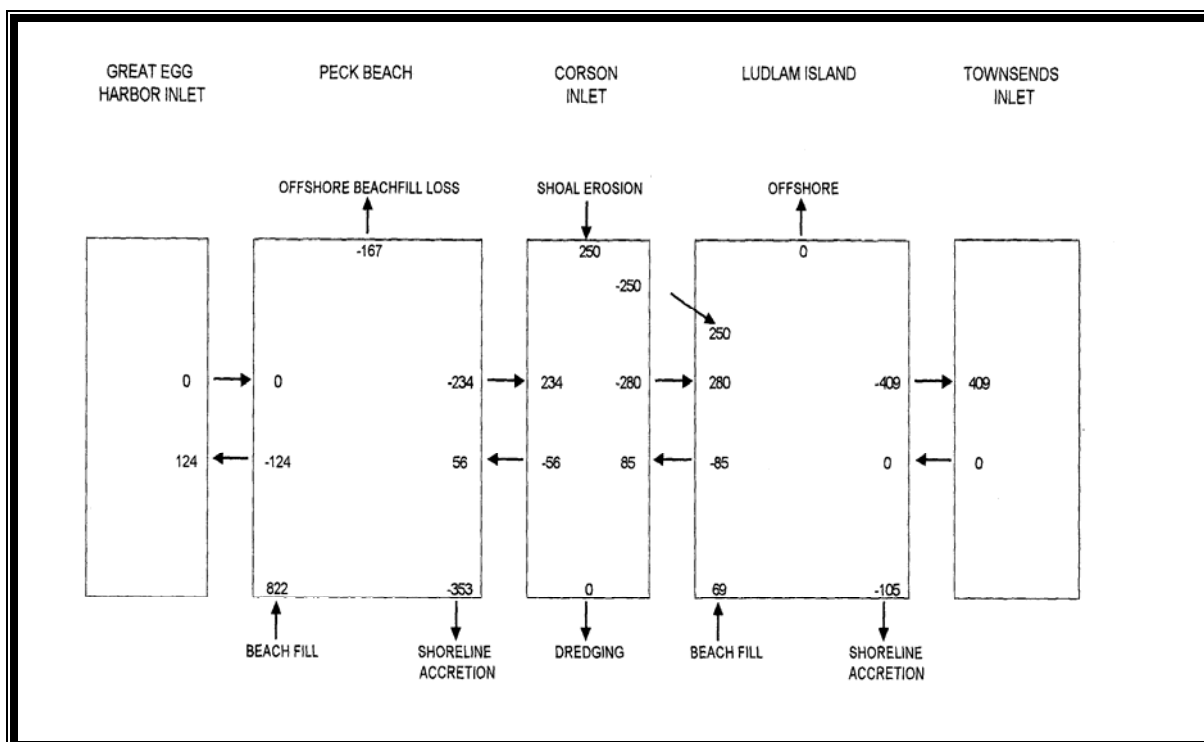 GREAT EGG
HARBOR INLET
PECK BEACH
CORSON
INLET
LUDLAM ISLAND
TOWNSENDS
INLET
OFFSHORE BEACHFILL LOSS
SHOAL EROSION
OFFSHORE
-167
250
0
-250
250
0
0
-234
234
-280
280
-409
409
124
-124
56
-56
85
-85
0
0
822
-353
0
69
-105
BEACH FILL
SHORELINE
ACCRETION
DREDGING
BEACH FILL
SHORELINE
ACCRETION